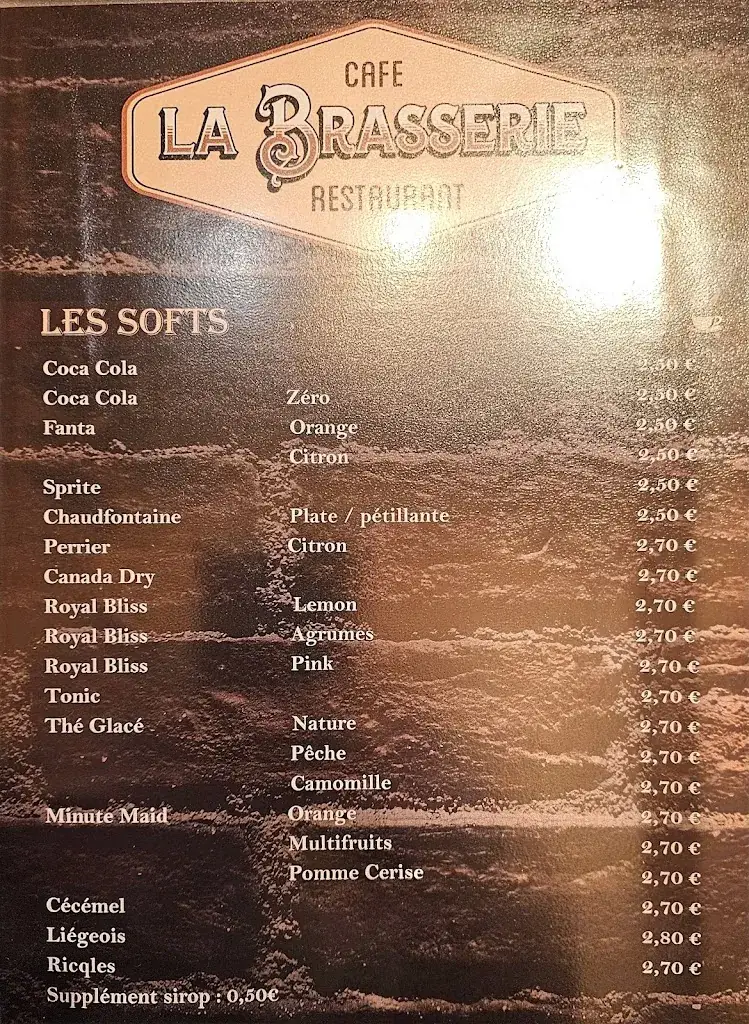 CAFE
LA BRASSERIE
RESTAURANT
LES SOFTS
Coca Cola 2,50 €
Coca Cola Zéro 2,50 €
Fanta Orange 2,50 €
Citron 2,50 €
Sprite 2,50 €
Chaudfontaine Plate / pétillante 2,50 €
Perrier Citron 2,70 €
Canada Dry 2,70 €
Royal Bliss Lemon 2,70 €
Royal Bliss Agrumes 2,70 €
Royal Bliss Pink 2,70 €
Tonic 2,70 €
Thé Glacé Nature 2,70 €
Pêche 2,70 €
Camomille 2,70 €
Minute Maid Orange 2,70 €
Multifruits 2,70 €
Pomme Cerise 2,70 €
Cécémel 2,70 €
Liégeois 2,80 €
Ricqles 2,70 €
Supplément sirop : 0,50€